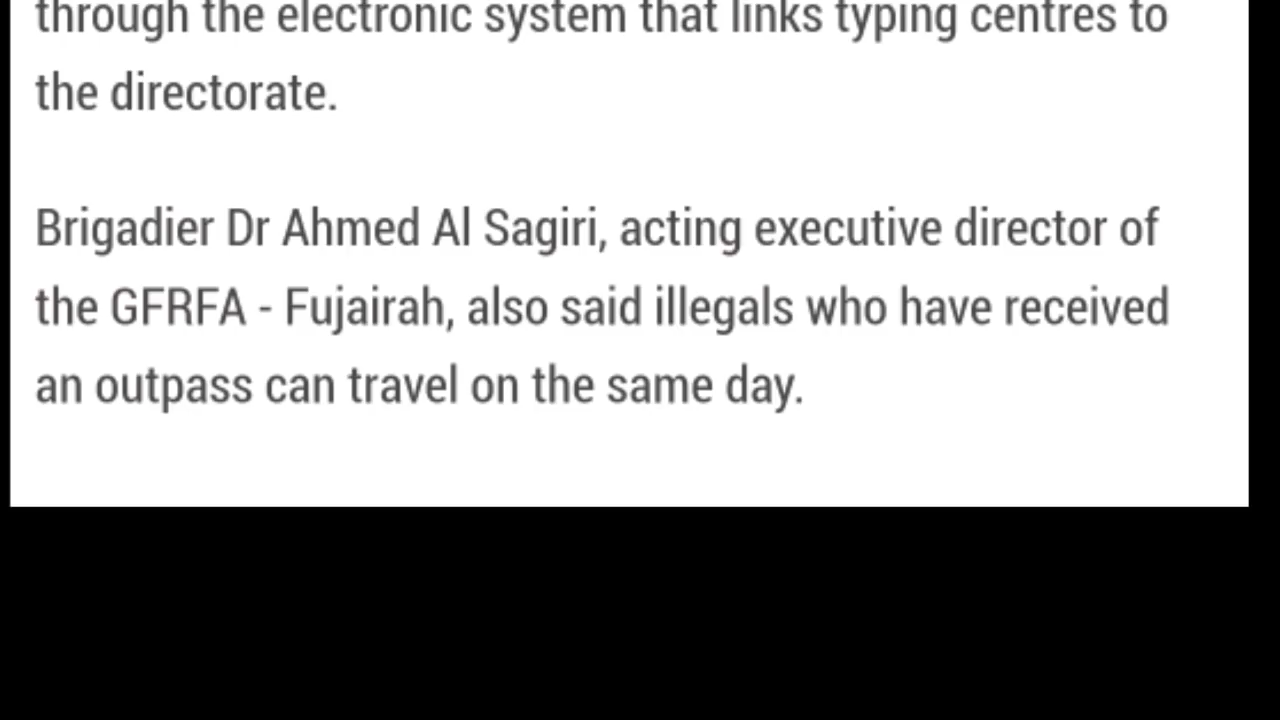 through the electronic system that links typing centres to
the directorate.
Brigadier Dr Ahmed Al Sagiri, acting executive director of
the GFRFA - Fujairah, also said illegals who have received
an outpass can travel on the same day.